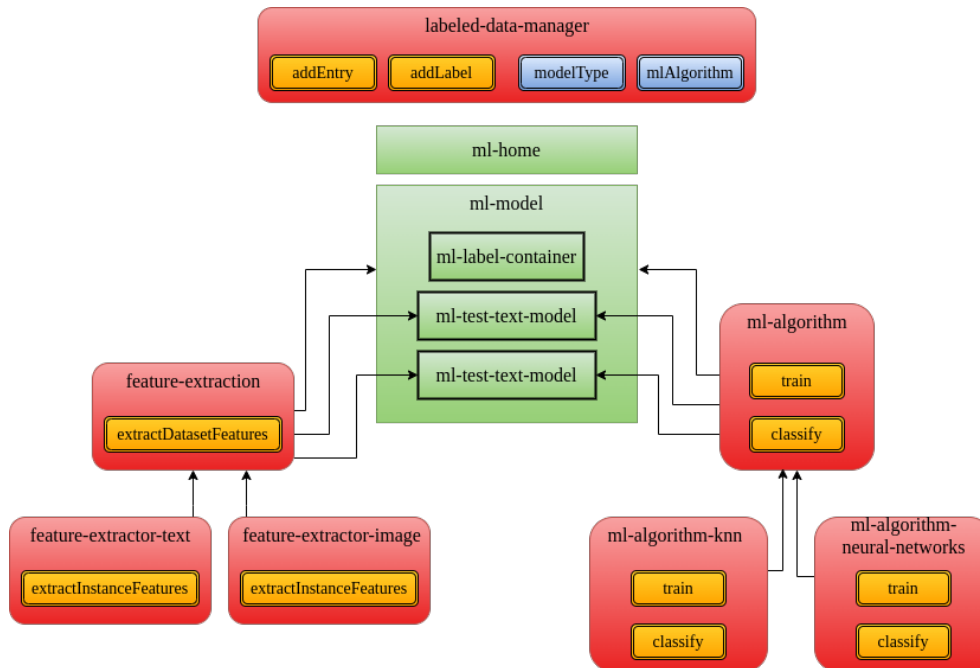 labeled-data-manager
addEntry
addLabel
modelType
mlAlgorithm
ml-home
ml-model
ml-label-container
ml-test-text-model
ml-test-text-model
feature-extraction
extractDatasetFeatures
ml-algorithm
train
classify
feature-extractor-text
extractInstanceFeatures
feature-extractor-image
extractInstanceFeatures
ml-algorithm-knn
train
classify
ml-algorithm-
neural-networks
train
classify